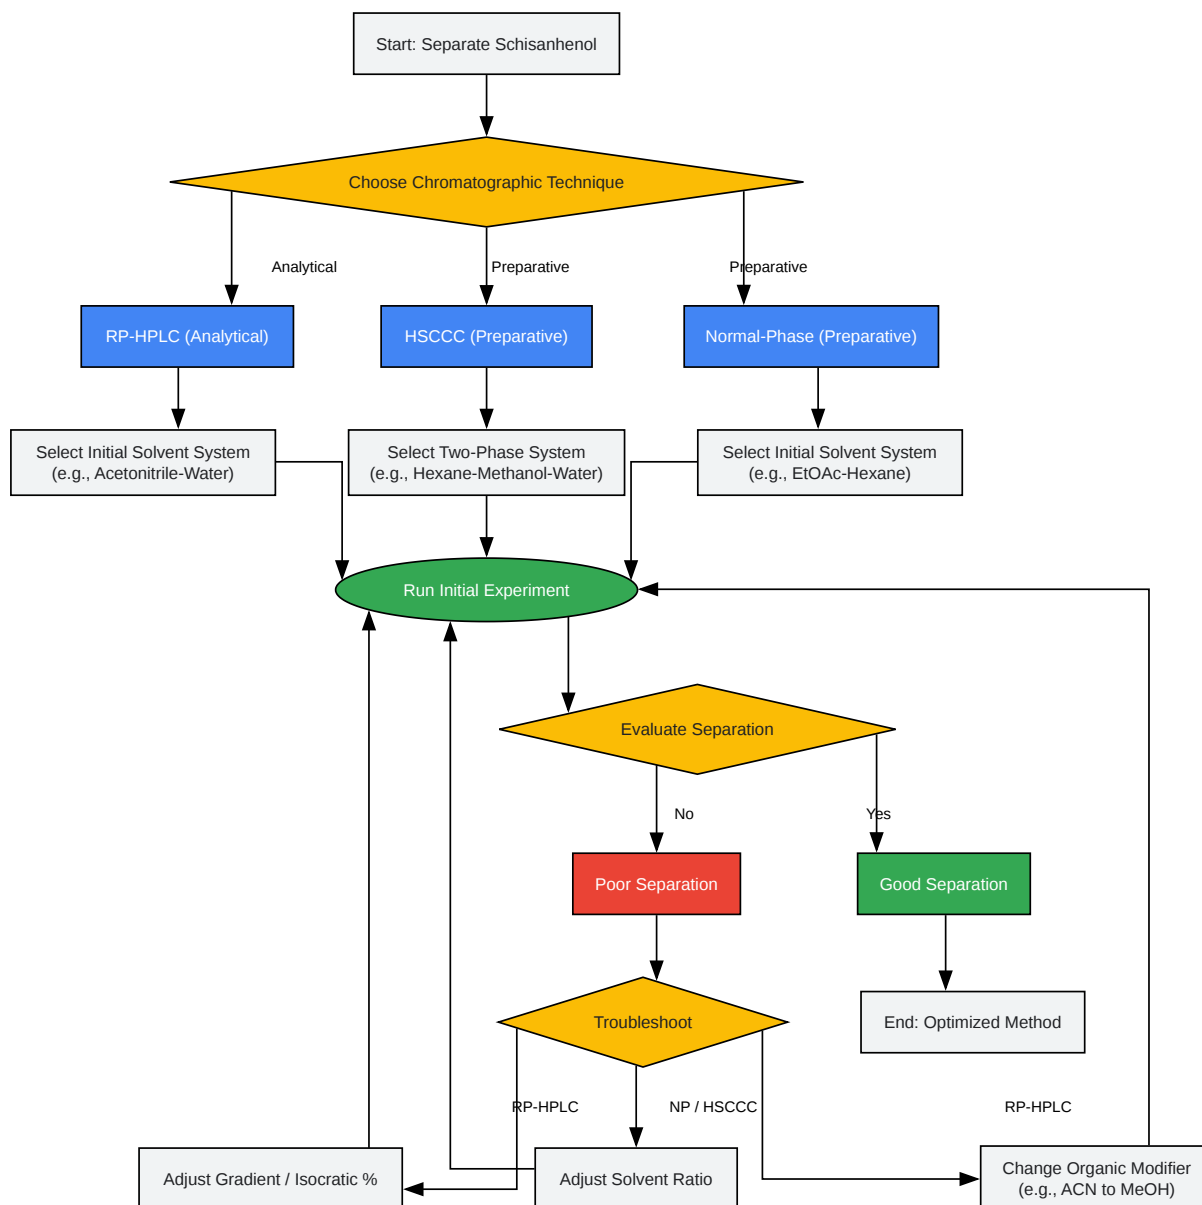 Start: Separate Schisanhenol
Choose Chromatographic Technique
Analytical
Preparative
Preparative
RP-HPLC (Analytical)
HSCCC (Preparative)
Normal-Phase (Preparative)
Select Initial Solvent System
(e.g., Acetonitrile-Water)
Select Two-Phase System
(e.g., Hexane-Methanol-Water)
Select Initial Solvent System
(e.g., EtOAc-Hexane)
Run Initial Experiment
Evaluate Separation
No
Yes
Poor Separation
Good Separation
Troubleshoot
End: Optimized Method
RP-HPLC
NP / HSCCC
RP-HPLC
Adjust Gradient / Isocratic %
Adjust Solvent Ratio
Change Organic Modifier
(e.g., ACN to MeOH)